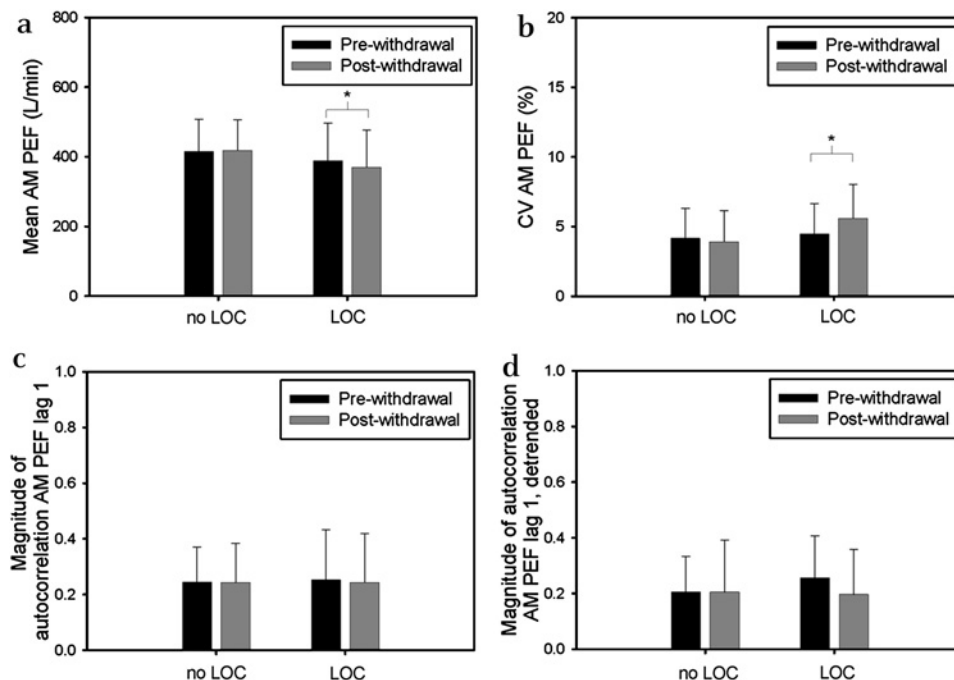 a
800
600
400
200
0
Mean AM PEF (L/min)
Pre-withdrawal
Post-withdrawal
*
no LOC
LOC
b
20
15
10
5
0
CV AM PEF (%)
Pre-withdrawal
Post-withdrawal
*
no LOC
LOC
c
1.0
0.8
0.6
0.4
0.2
0.0
Magnitude of
autocorrelation AM PEF lag 1
Pre-withdrawal
Post-withdrawal
no LOC
LOC
d
1.0
0.8
0.6
0.4
0.2
0.0
Magnitude of autocorrelation
AM PEF lag 1, detrended
Pre-withdrawal
Post-withdrawal
no LOC
LOC